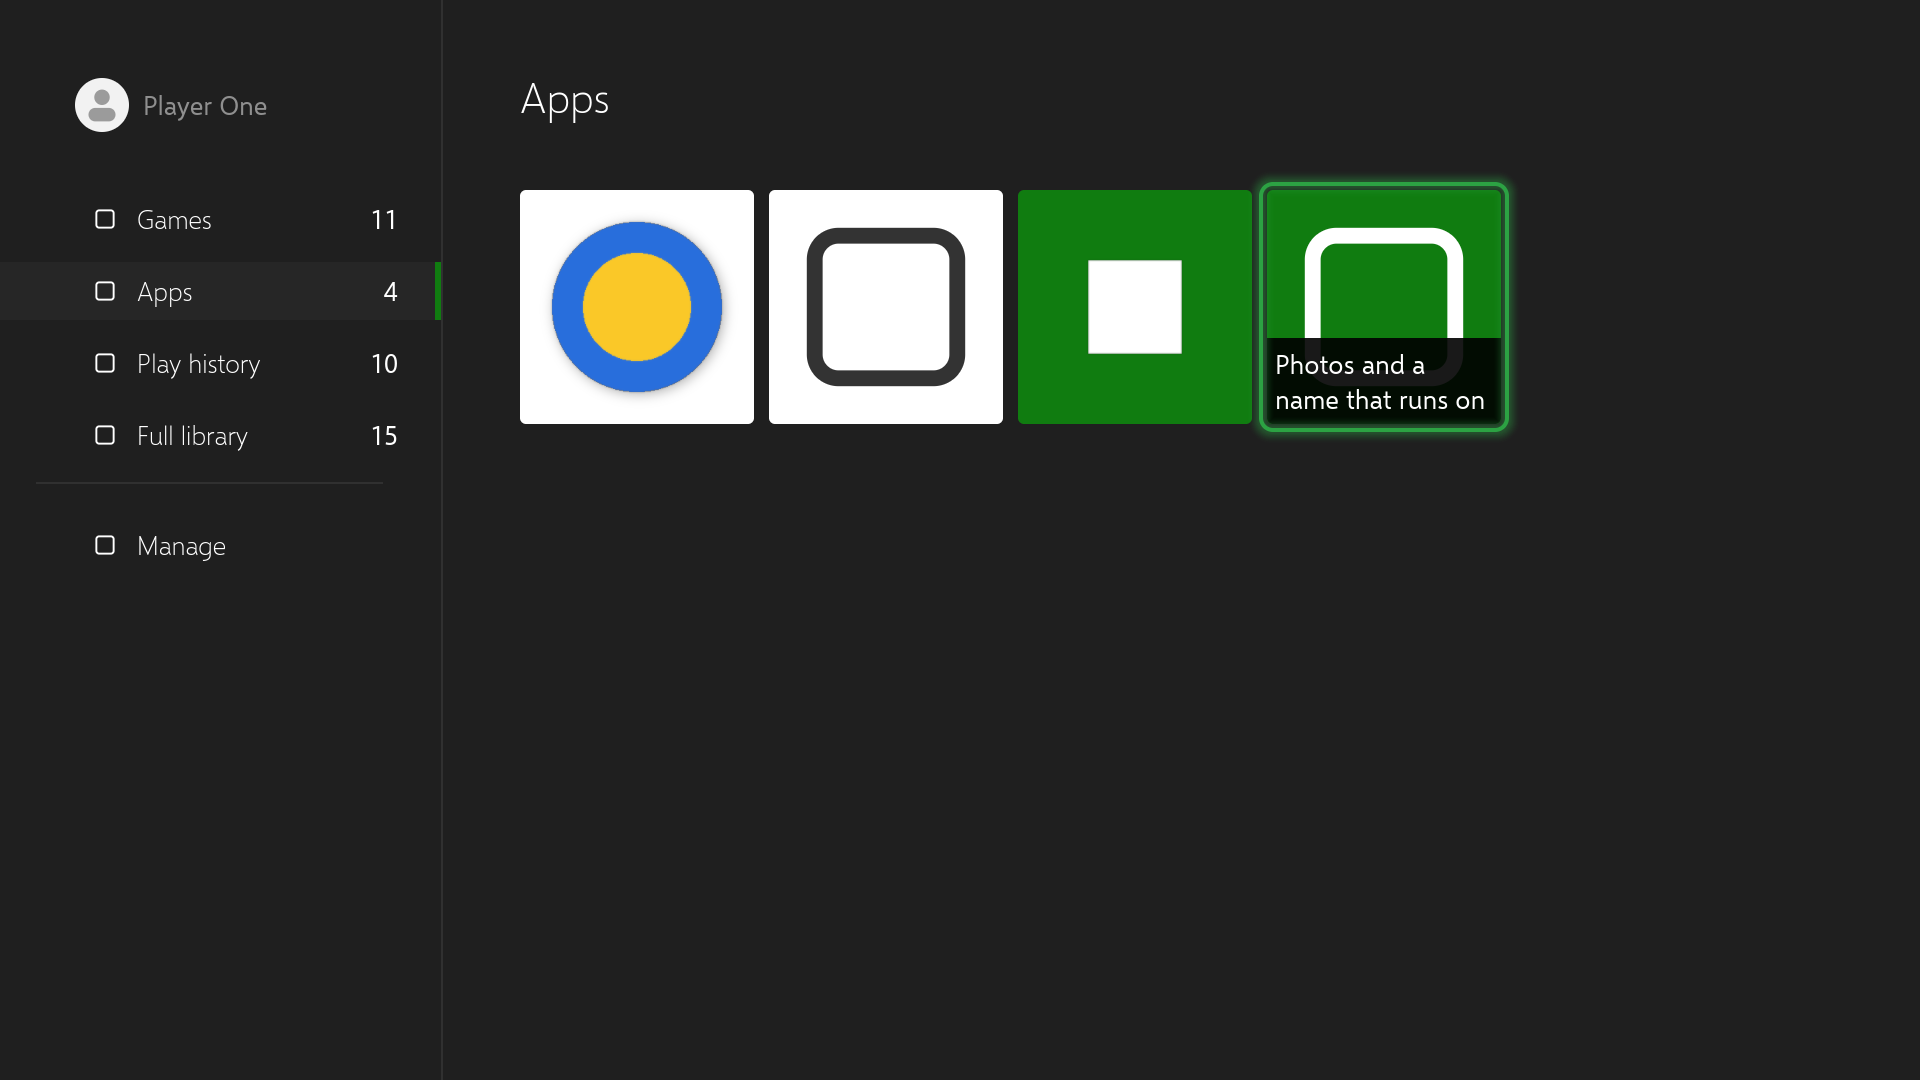 Player One
Games 11
Apps 4
Play history 10
Full library 15
Manage
Apps
Photos and a
name that runs on